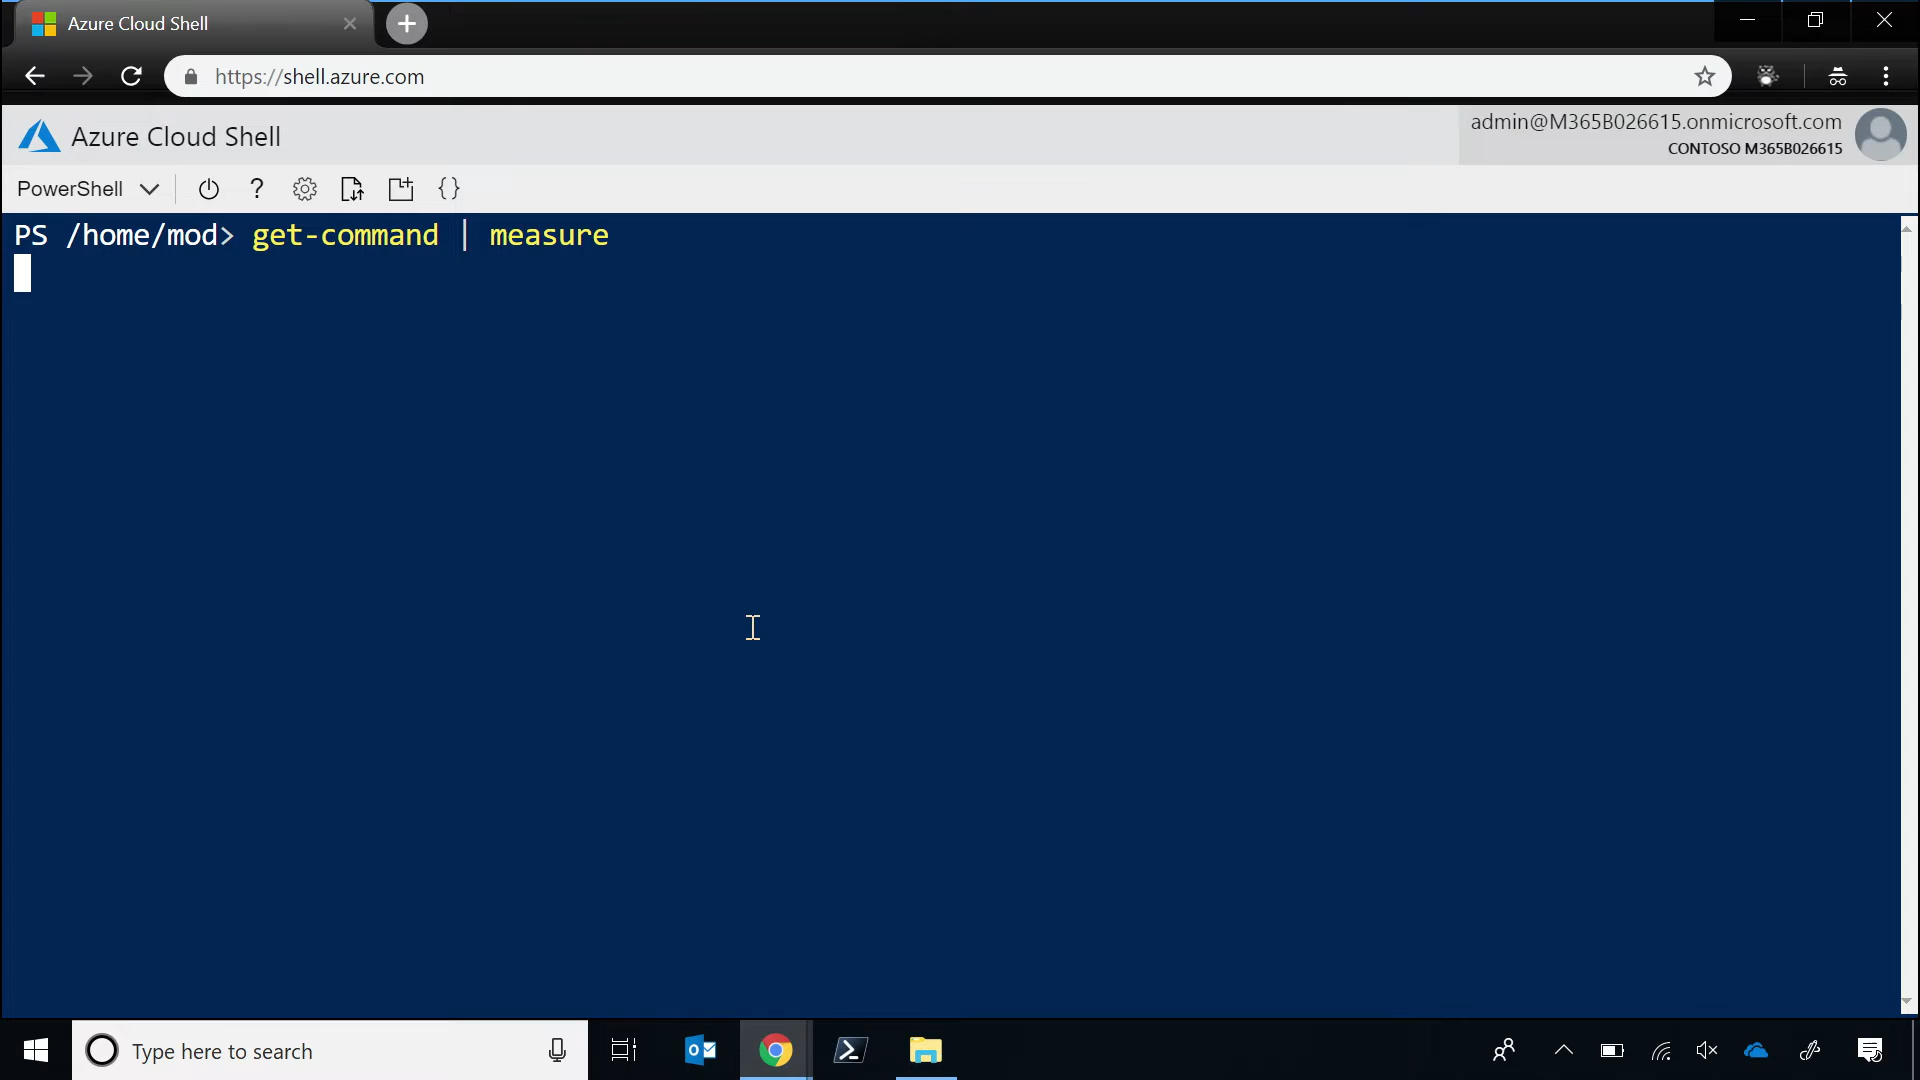 Azure Cloud Shell
https://shell.azure.com
Azure Cloud Shell
admin@M365B026615.onmicrosoft.com
CONTOSO M365B026615
PowerShell
PS /home/mod> get-command | measure
Type here to search